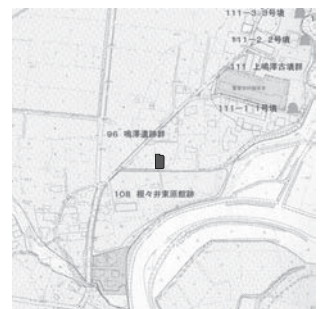 111-3 3号墳
111-2 2号墳
111 上鳴澤古墳群
111-1 1号墳
96 鳴澤遺跡群
108 根々井東原館跡